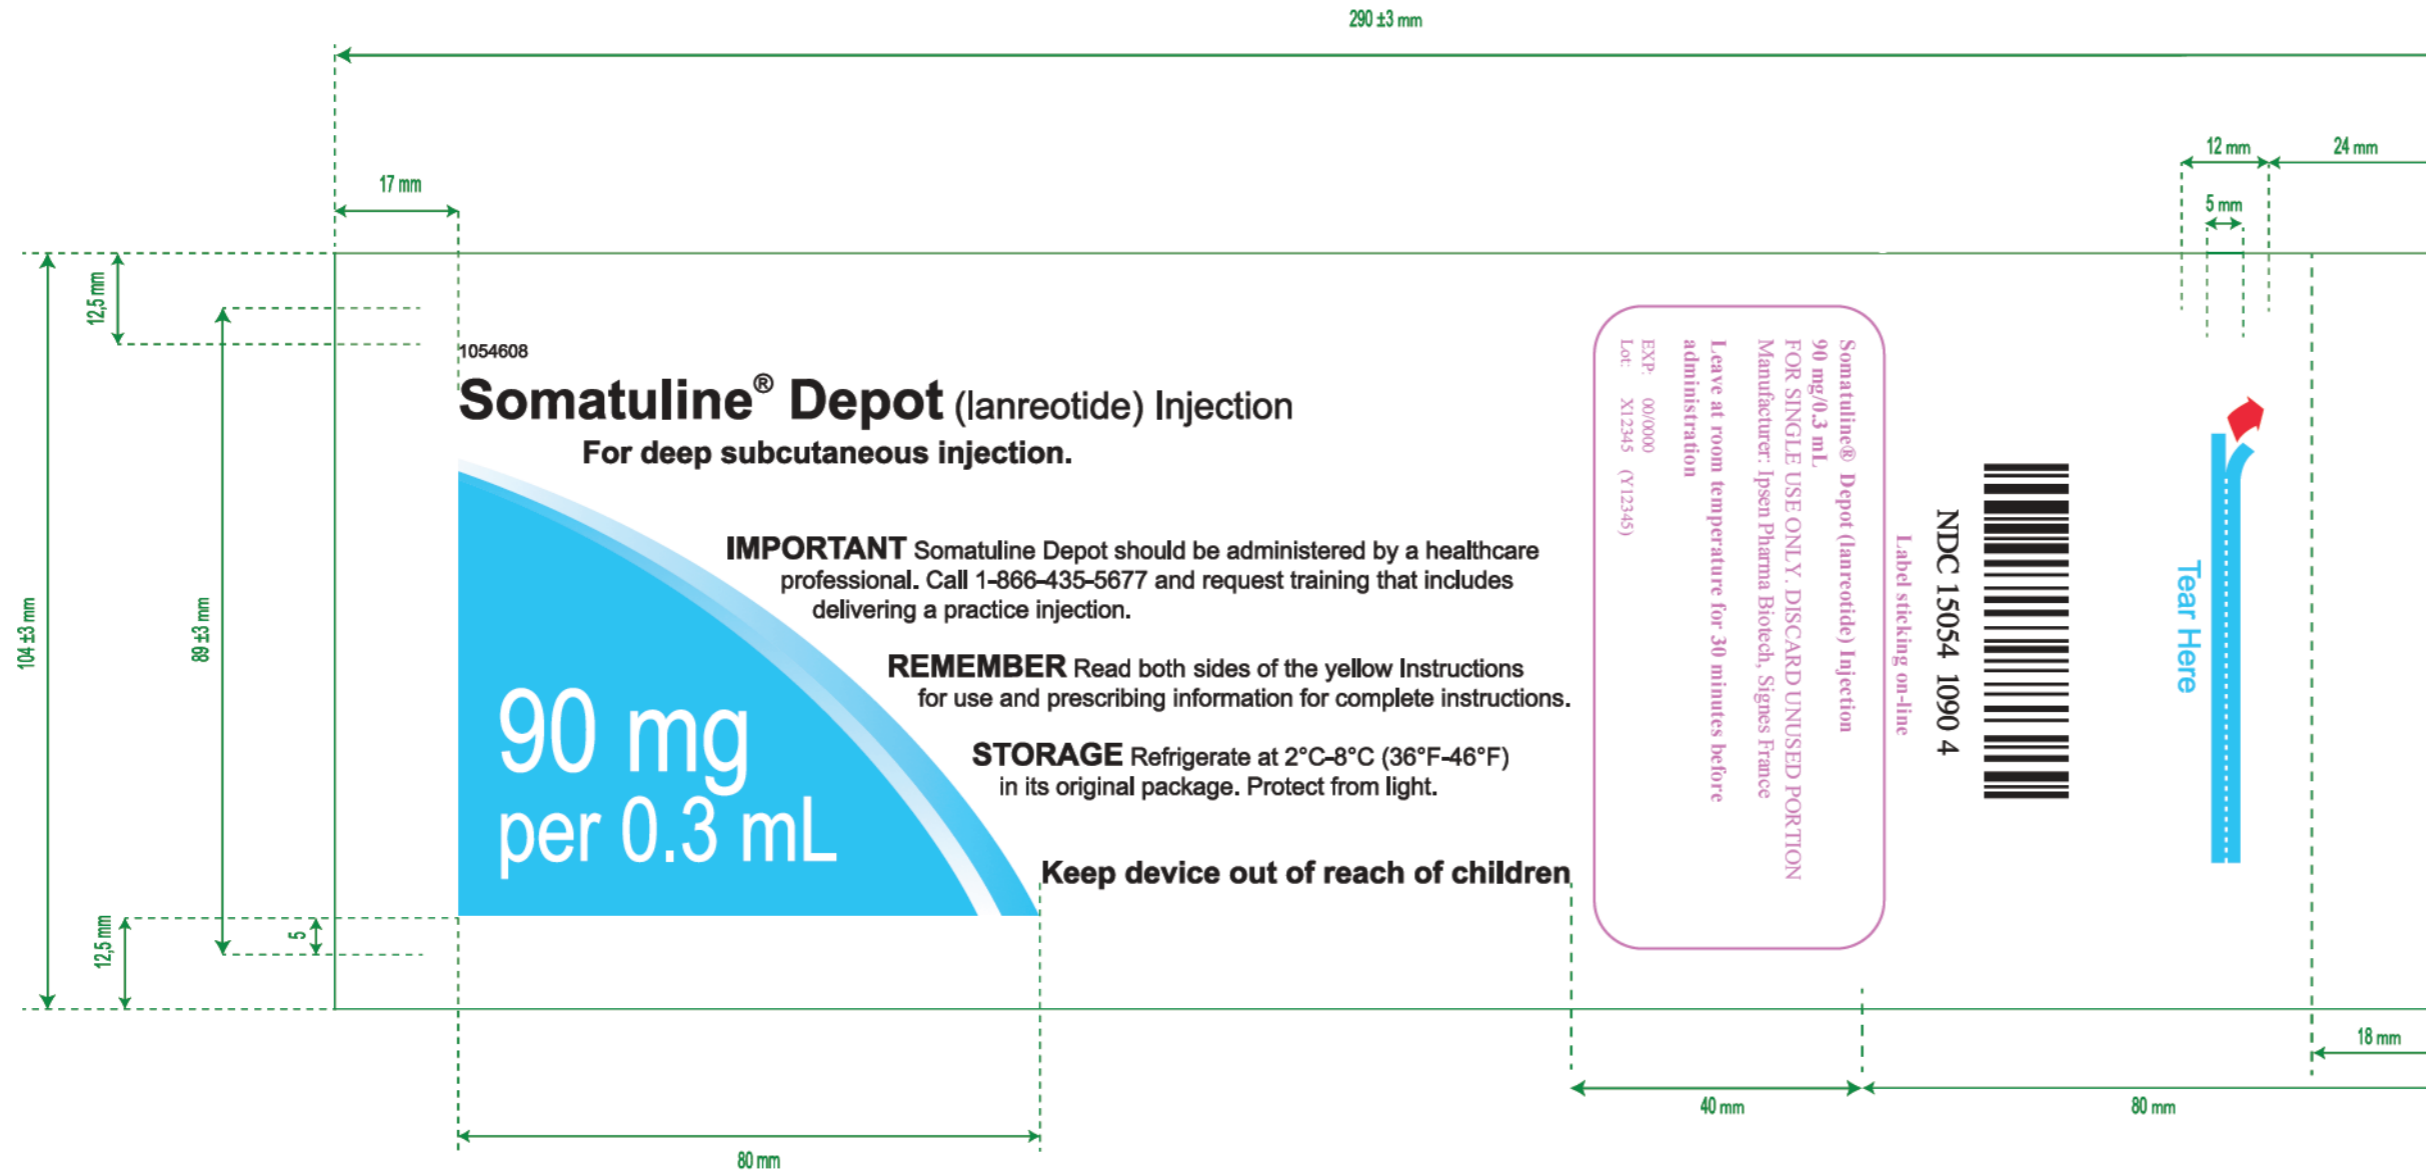 290 ±3 mm
12 mm
24 mm
17 mm
5 mm
12,5 mm
104 ±3 mm
89 ±3 mm
12,5 mm
5
1054608
Somatuline® Depot (lanreotide) Injection
For deep subcutaneous injection.
IMPORTANT Somatuline Depot should be administered by a healthcare
professional. Call 1-866-435-5677 and request training that includes
delivering a practice injection.
REMEMBER Read both sides of the yellow Instructions
for use and prescribing information for complete instructions.
STORAGE Refrigerate at 2°C-8°C (36°F-46°F)
in its original package. Protect from light.
Keep device out of reach of children
90 mg
per 0.3 mL
Somatuline® Depot (lanreotide) Injection
90 mg/0.3 mL
FOR SINGLE USE ONLY. DISCARD UNUSED PORTION
Manufacturer: Ipsen Pharma Biotech, Signes France
Leave at room temperature for 30 minutes before
administration
EXP: 00/0000
Lot: X12345 (Y12345)
Label sticking on-line
NDC 15054 1090 4
Tear Here
18 mm
40 mm
80 mm
80 mm